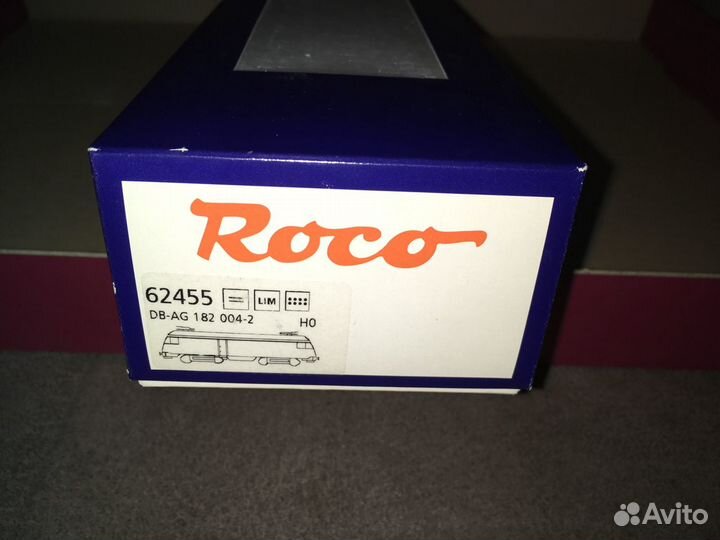 Roco
62455 LIM
DB-AG 182 004-2 H0
Avito